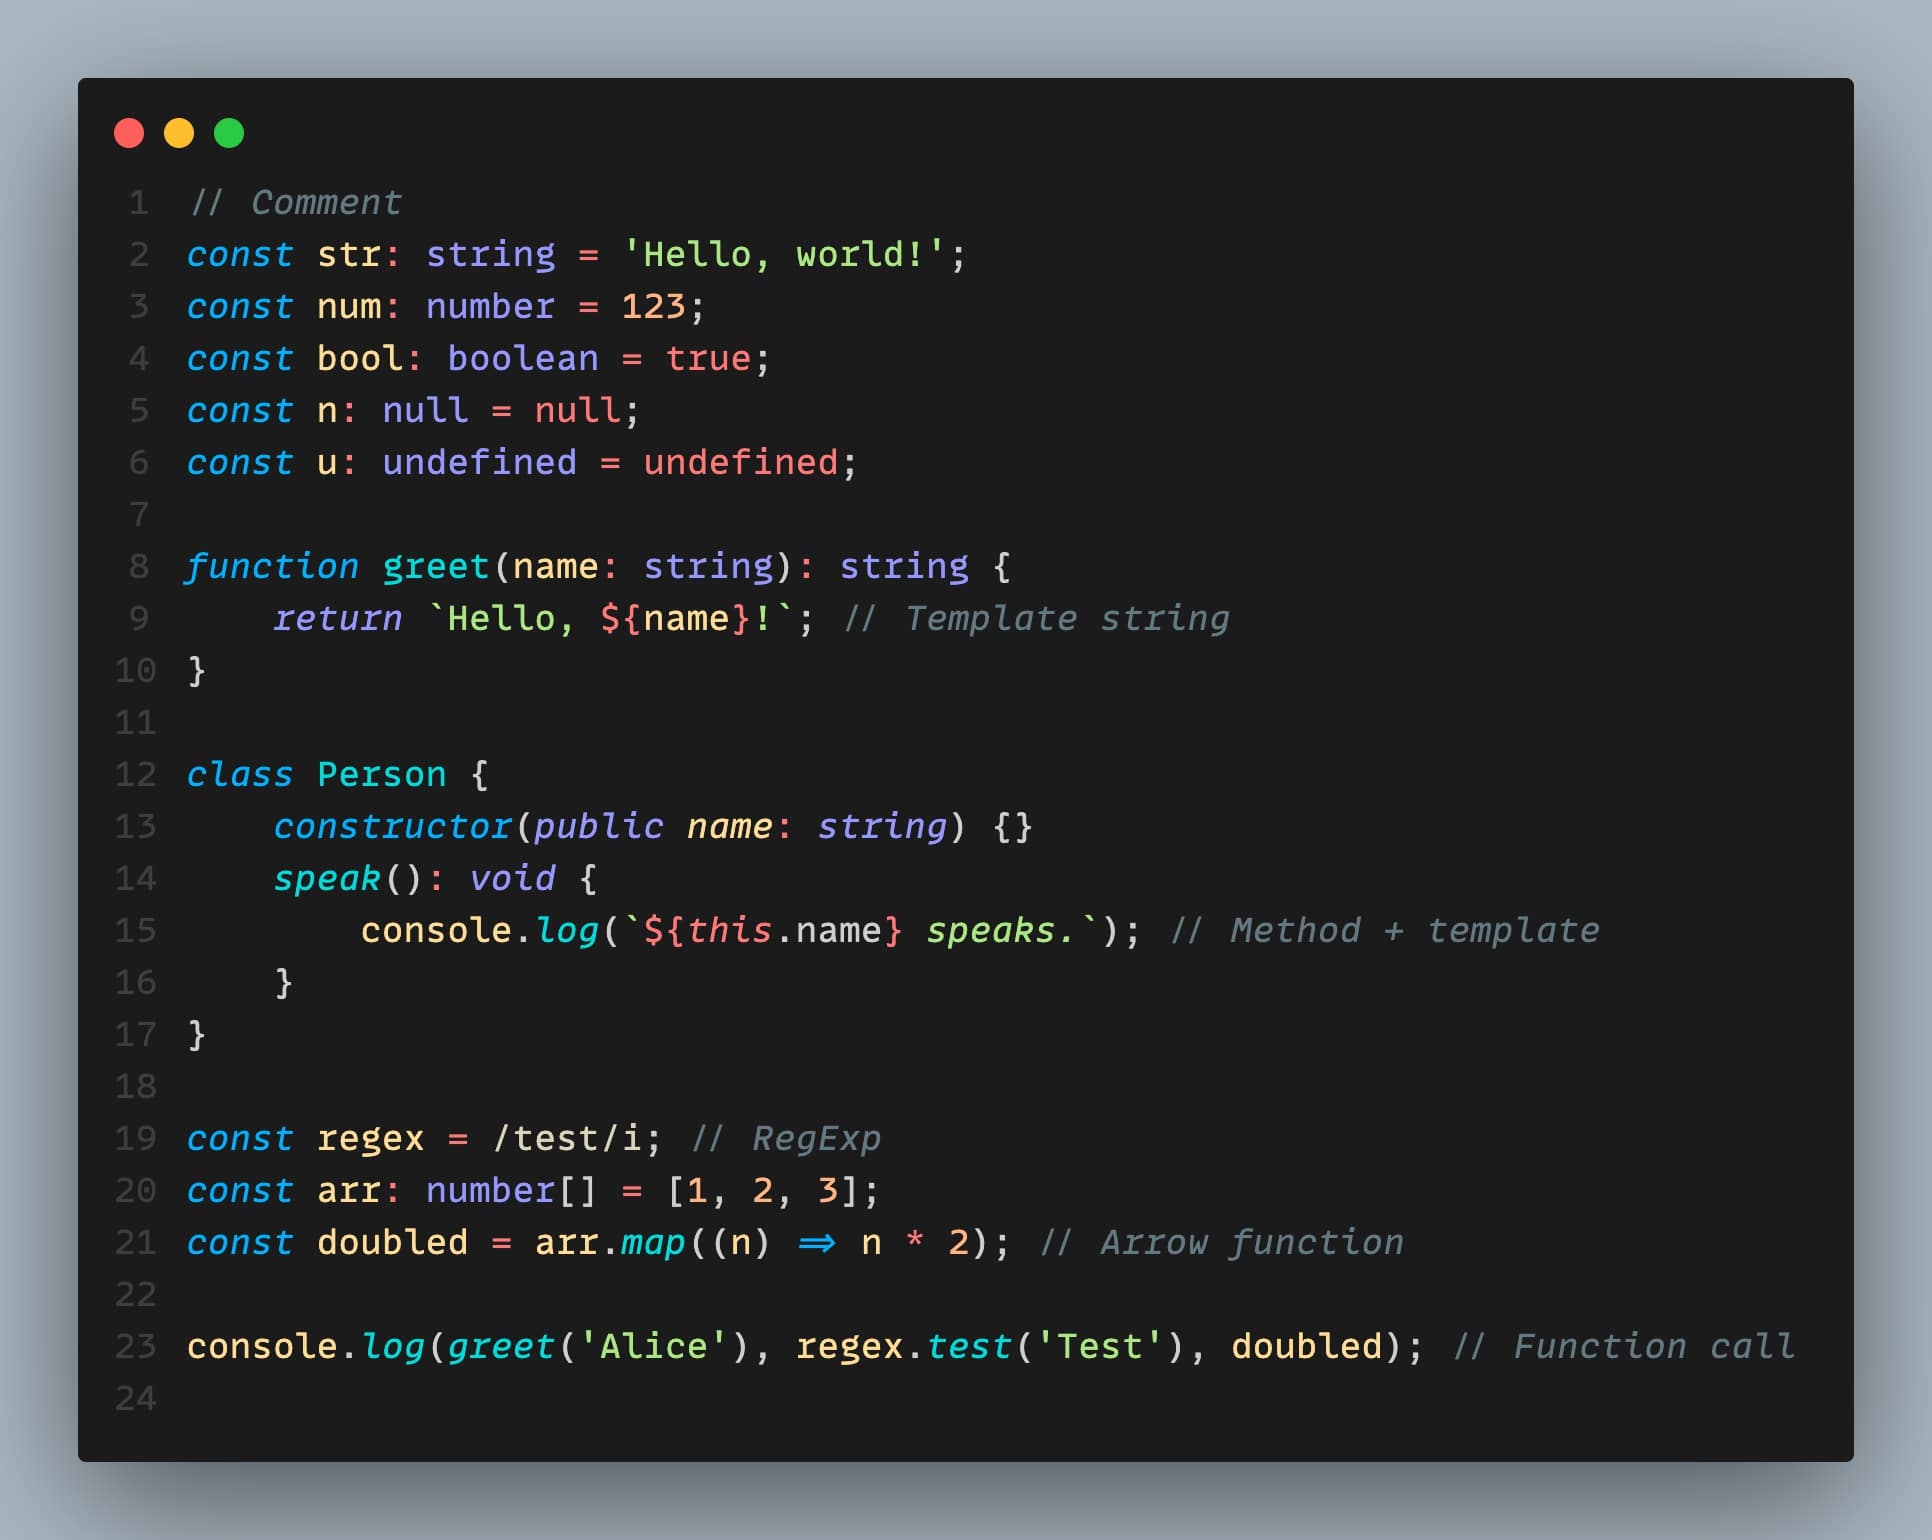 1 // Comment
2 const str: string = 'Hello, world!';
3 const num: number = 123;
4 const bool: boolean = true;
5 const n: null = null;
6 const u: undefined = undefined;
7
8 function greet(name: string): string {
9     return `Hello, ${name}!`; // Template string
10 }
11
12 class Person {
13     constructor(public name: string) {}
14     speak(): void {
15         console.log(`${this.name} speaks.`); // Method + template
16     }
17 }
18
19 const regex = /test/i; // RegExp
20 const arr: number[] = [1, 2, 3];
21 const doubled = arr.map((n) => n * 2); // Arrow function
22
23 console.log(greet('Alice'), regex.test('Test'), doubled); // Function call
24